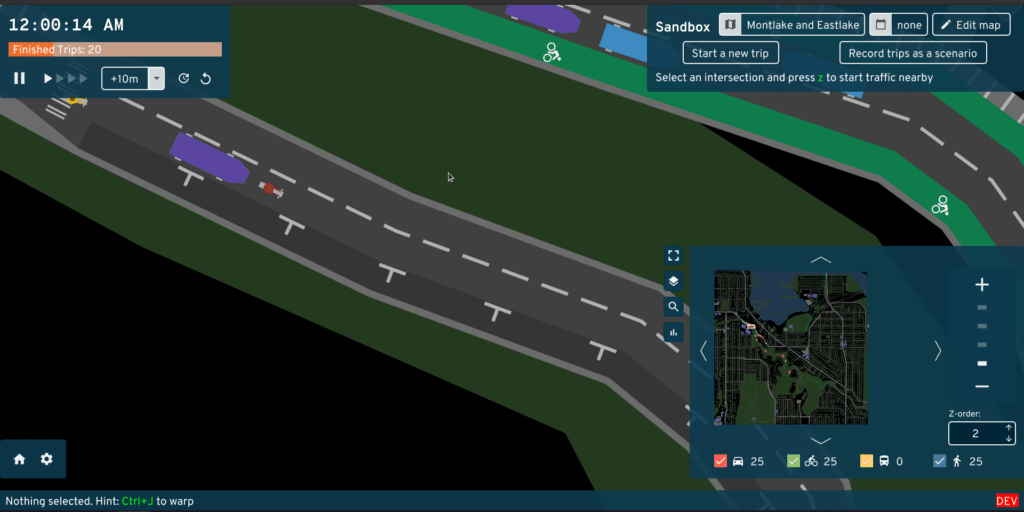 12:00:14 AM
Finished Trips: 20
+10m
Sandbox
Montlake and Eastlake
none
Edit map
Start a new trip
Record trips as a scenario
Select an intersection and press z to start traffic nearby
Z-order:
2
25
25
0
25
Nothing selected. Hint: Ctrl+J to warp
DEV